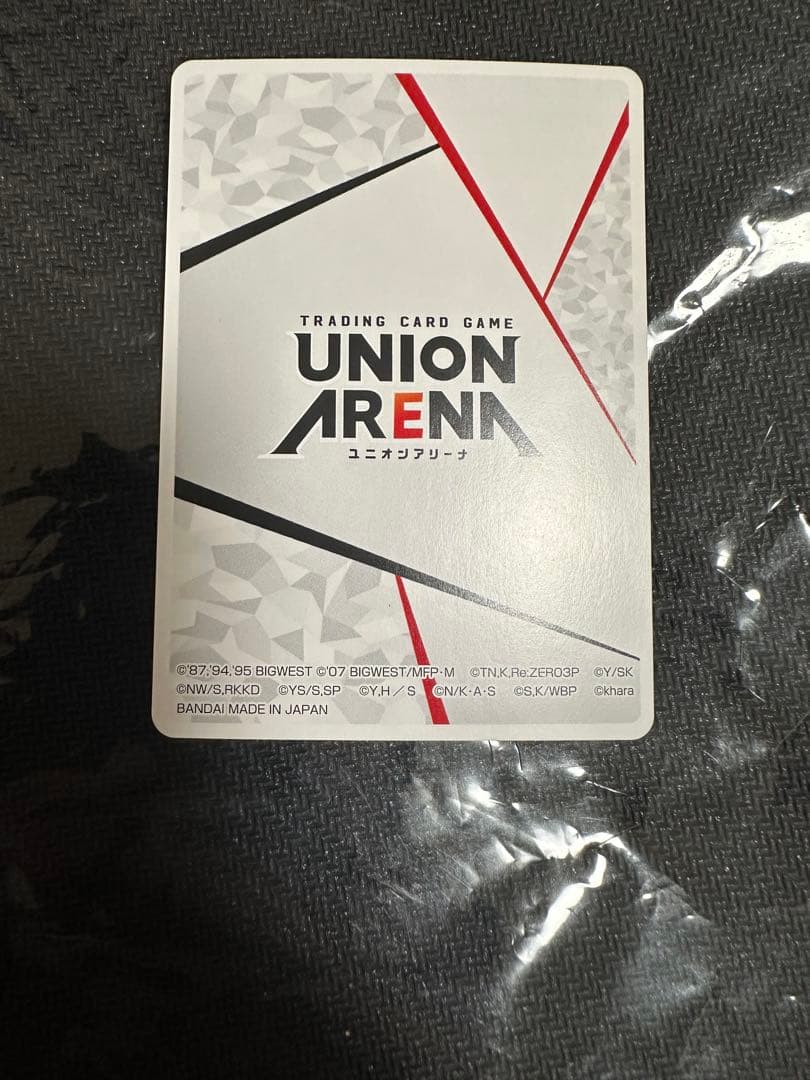 TRADING CARD GAME
UNION
ARENA
ユニオンアリーナ
©'87,'94,'95 BIGWEST ©'07 BIGWEST/MFP・M ©TN,K,Re:ZERO3P ©Y/SK
©NW/S,RKKD ©YS/S,SP ©Y,H／S ©N/K・A・S ©S,K/WBP ©khara
BANDAI MADE IN JAPAN